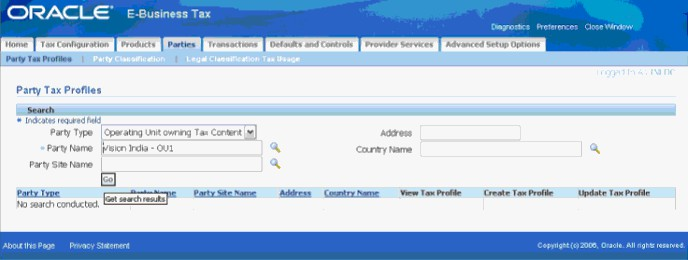 ORACLE E-Business Tax
Diagnostics Preferences Close Window
Home Tax Configuration Products Parties Transactions Defaults and Controls Provider Services Advanced Setup Options
Party Tax Profiles | Party Classification | Legal Classification Tax Usage
Logged In As
Party Tax Profiles
Search
* Indicates required field
Party Type Operating Unit owning Tax Content Address
* Party Name Vision India - OU1 Country Name
Party Site Name
Go
Get search results
Party Type Party Name Party Site Name Address Country Name View Tax Profile Create Tax Profile Update Tax Profile
No search conducted.
About this Page Privacy Statement Copyright (c) 2006, Oracle. All rights reserved.